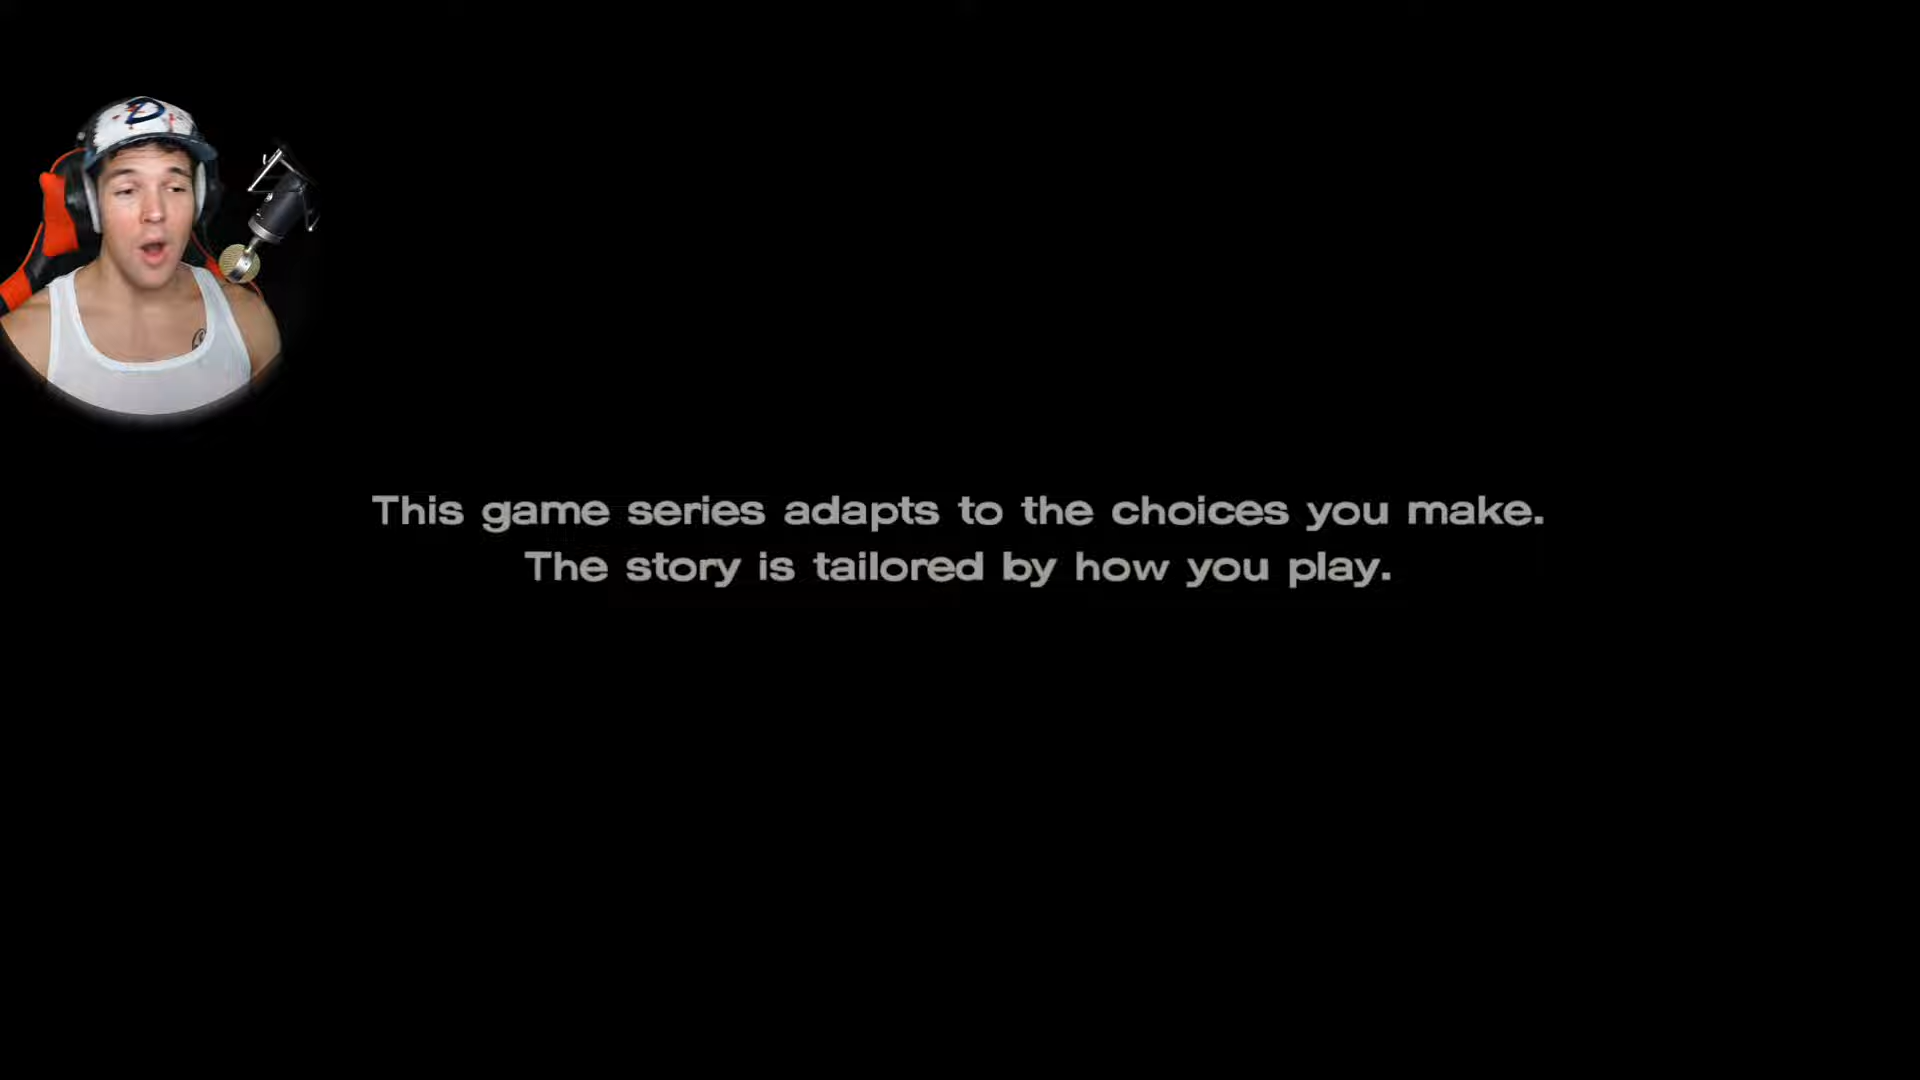 D
This game series adapts to the choices you make.
The story is tailored by how you play.